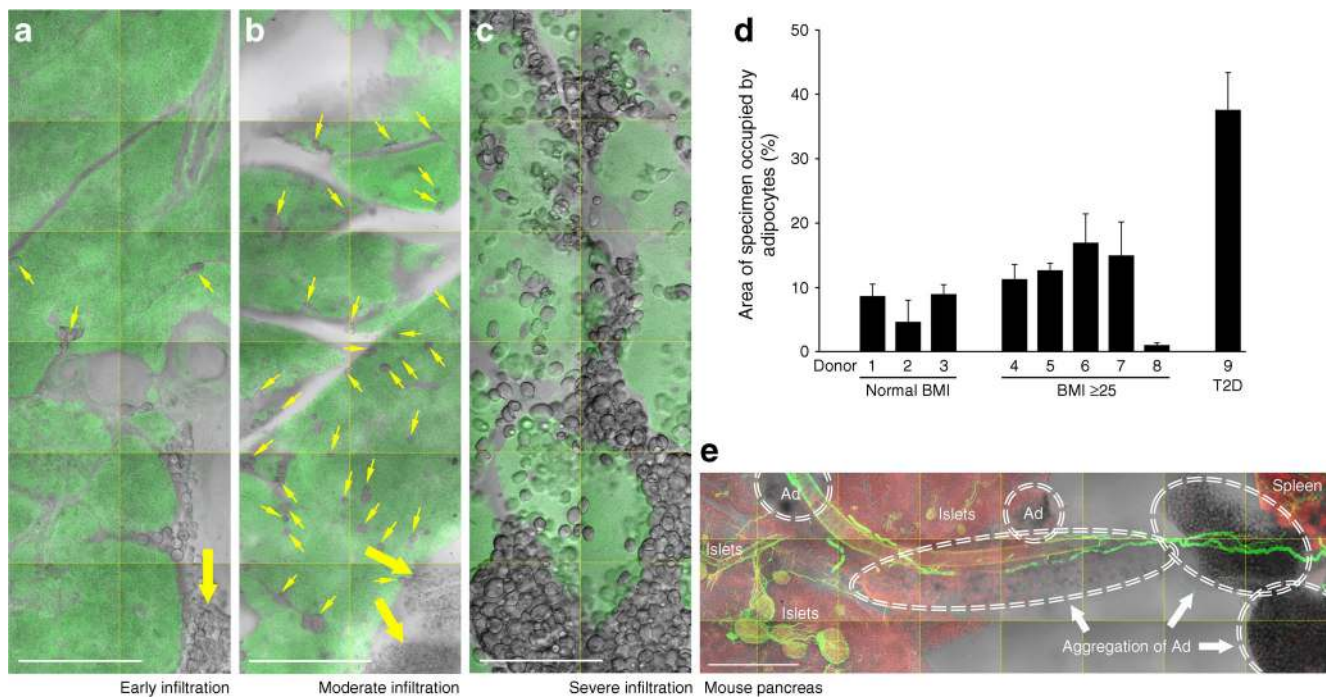 a
Early infiltration
b
Moderate infiltration
c
Severe infiltration
d
Area of specimen occupied by
adipocytes (%)
50
40
30
20
10
0
Donor 1 2 3 4 5 6 7 8 9
Normal BMI BMI ≥25 T2D
e
Ad
Islets
Ad
Spleen
Islets
Islets
Aggregation of Ad
Mouse pancreas